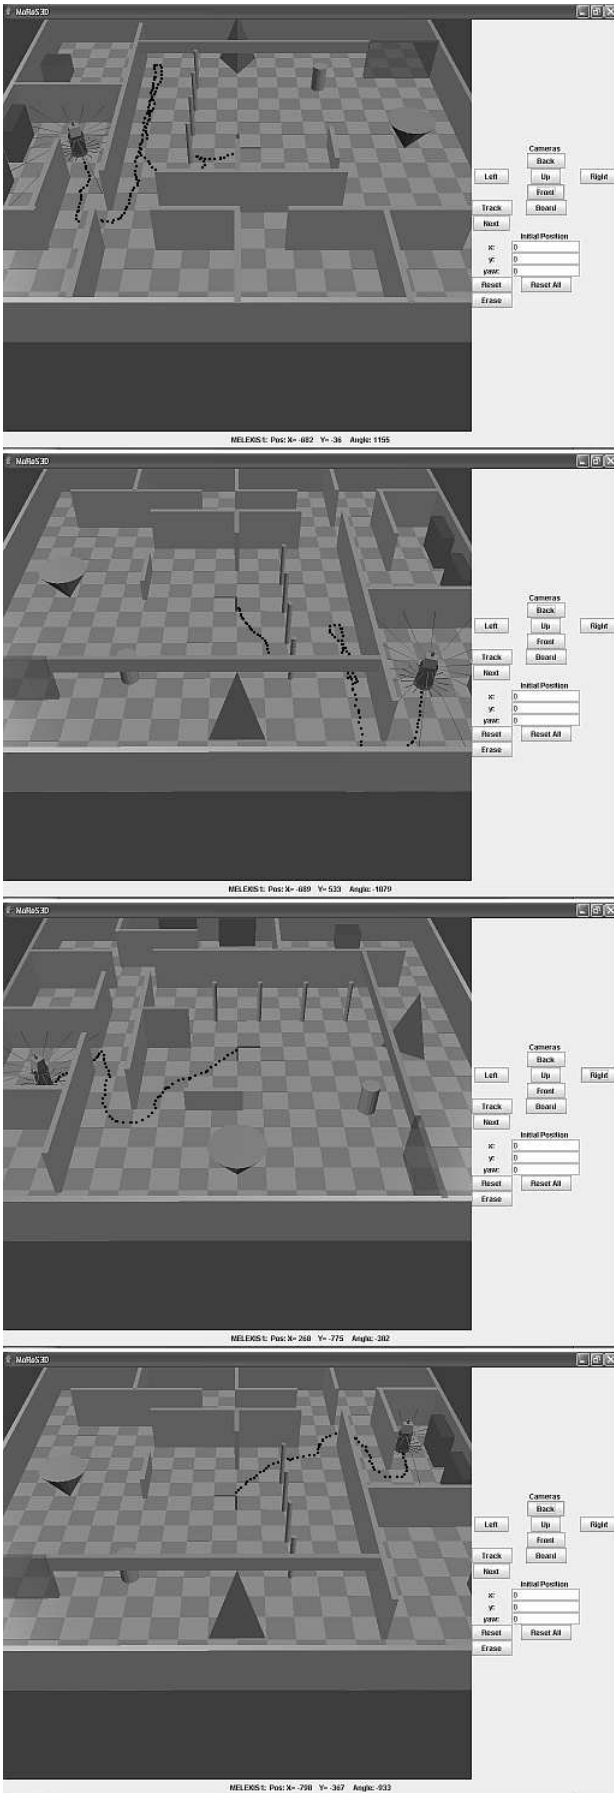 MoRoS3D
Cameras
Back
Left Up Right
Front
Track Board
Next
Initial Position
x: 0
y: 0
yaw: 0
Reset Reset All
Erase
MELEXIS1: Pos: X= -682 Y= -36 Angle: 1155
MoRoS3D
Cameras
Back
Left Up Right
Front
Track Board
Next
Initial Position
x: 0
y: 0
yaw: 0
Reset Reset All
Erase
MELEXIS1: Pos: X= -689 Y= 533 Angle: -1079
MoRoS3D
Cameras
Back
Left Up Right
Front
Track Board
Next
Initial Position
x: 0
y: 0
yaw: 0
Reset Reset All
Erase
MELEXIS1: Pos: X= 260 Y= -775 Angle: -382
MoRoS3D
Cameras
Back
Left Up Right
Front
Track Board
Next
Initial Position
x: 0
y: 0
yaw: 0
Reset Reset All
Erase
MELEXIS1: Pos: X= -798 Y= -367 Angle: -933